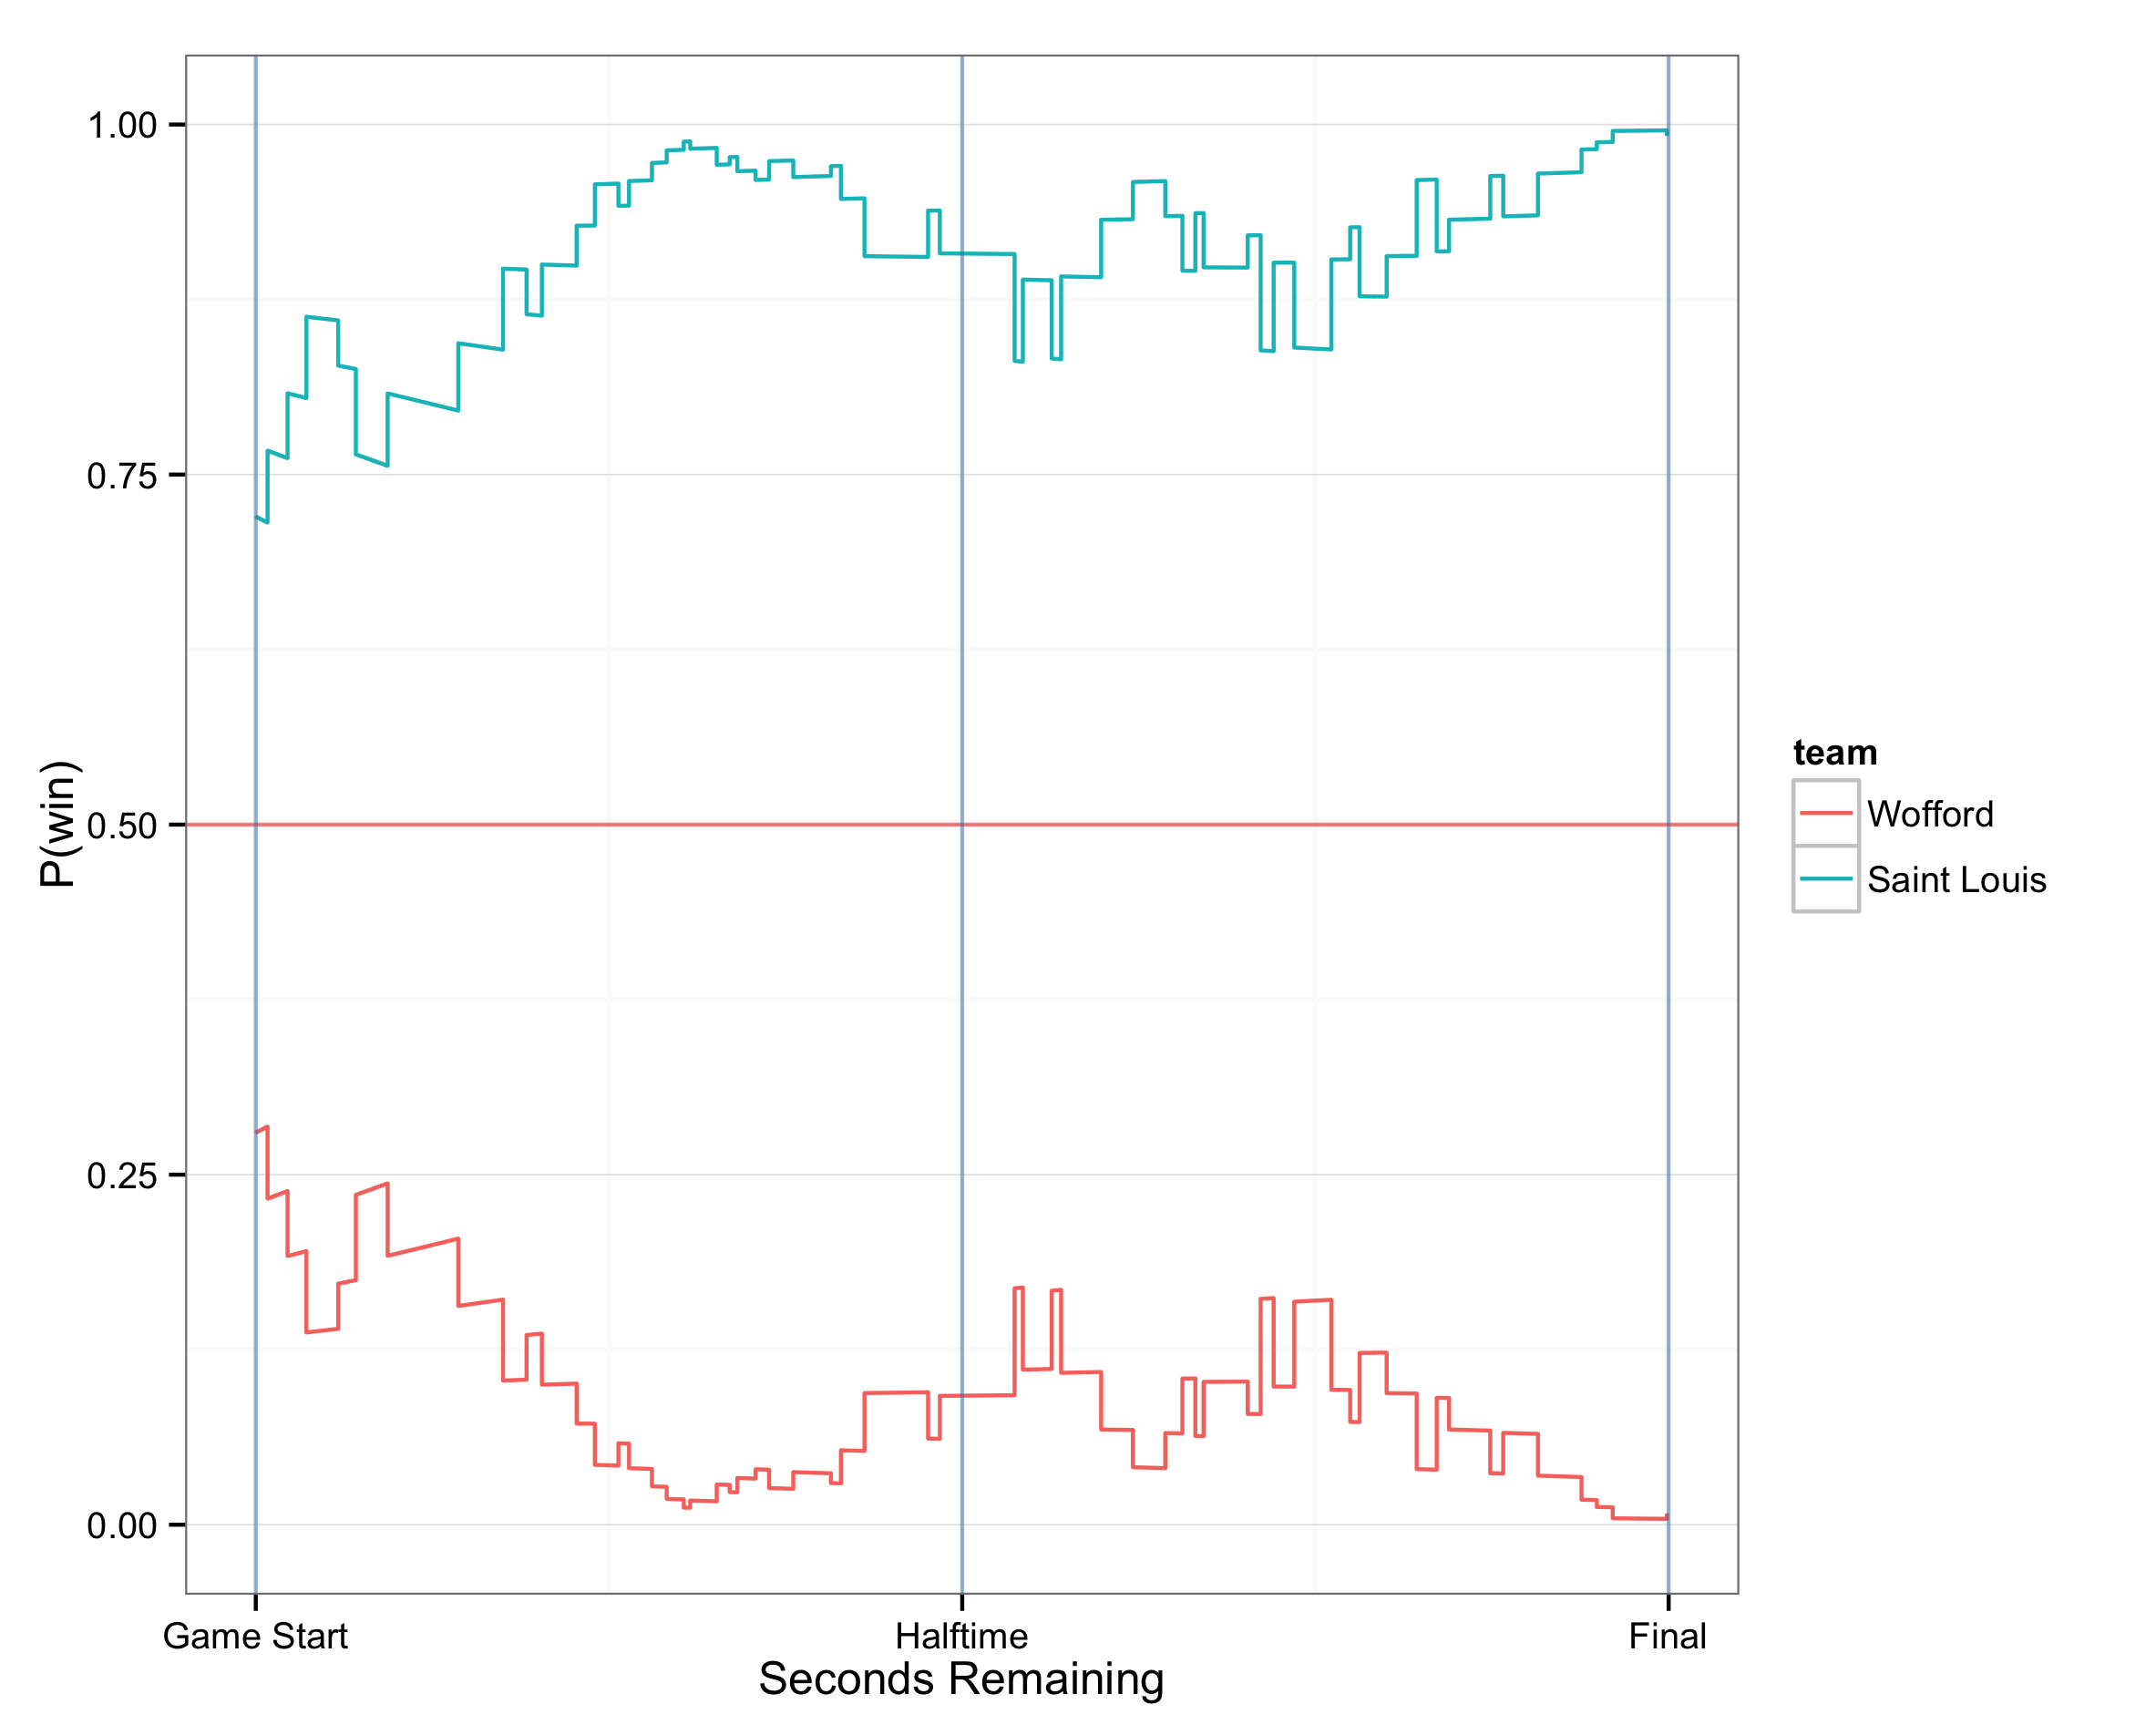 1.00
0.75
0.50
0.25
0.00
P(win)
Game Start
Halftime
Final
Seconds Remaining
team
Wofford
Saint Louis